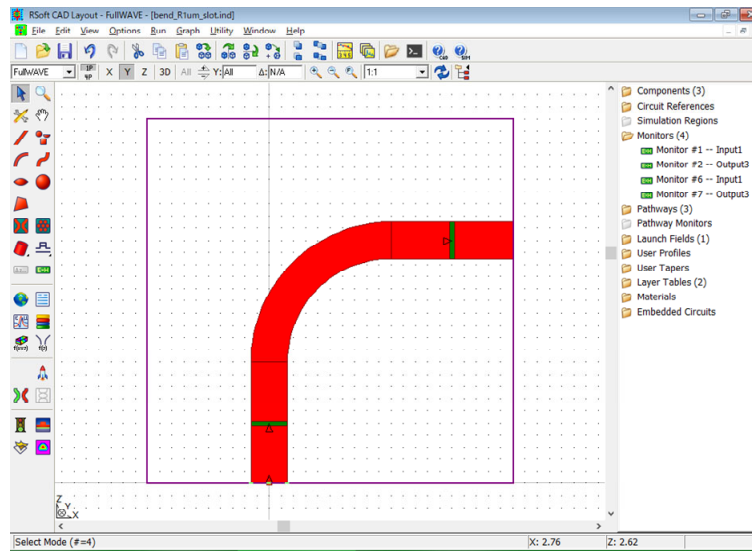 RSoft CAD Layout - FullWAVE - [bend_R1um_slot.ind]
File Edit View Options Run Graph Utility Window Help
FullWAVE X Y Z 3D All Y: All Δ: N/A 1:1
Components (3)
Circuit References
Simulation Regions
Monitors (4)
Monitor #1 -- Input1
Monitor #2 -- Output3
Monitor #6 -- Input1
Monitor #7 -- Output3
Pathways (3)
Pathway Monitors
Launch Fields (1)
User Profiles
User Tapers
Layer Tables (2)
Materials
Embedded Circuits
Z
Y
X
Select Mode (#=4) X: 2.76 Z: 2.62